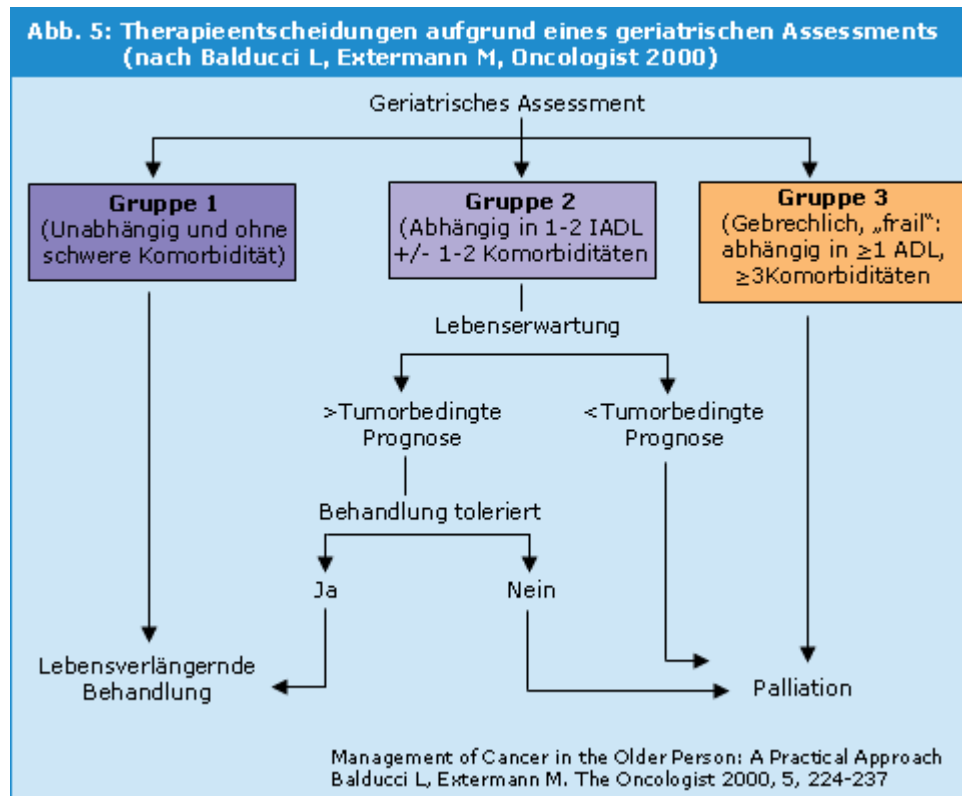 Abb. 5: Therapieentscheidungen aufgrund eines geriatrischen Assessments
(nach Balducci L, Extermann M, Oncologist 2000)
Geriatrisches Assessment
Gruppe 1
(Unabhängig und ohne
schwere Komorbidität)
Gruppe 2
(Abhängig in 1-2 IADL
+/- 1-2 Komorbiditäten
Gruppe 3
(Gebrechlich, „frail“:
abhängig in ≥1 ADL,
≥3Komorbiditäten
Lebenserwartung
>Tumorbedingte
Prognose
<Tumorbedingte
Prognose
Behandlung toleriert
Ja
Nein
Lebensverlängernde
Behandlung
Palliation
Management of Cancer in the Older Person: A Practical Approach
Balducci L, Extermann M. The Oncologist 2000, 5, 224-237